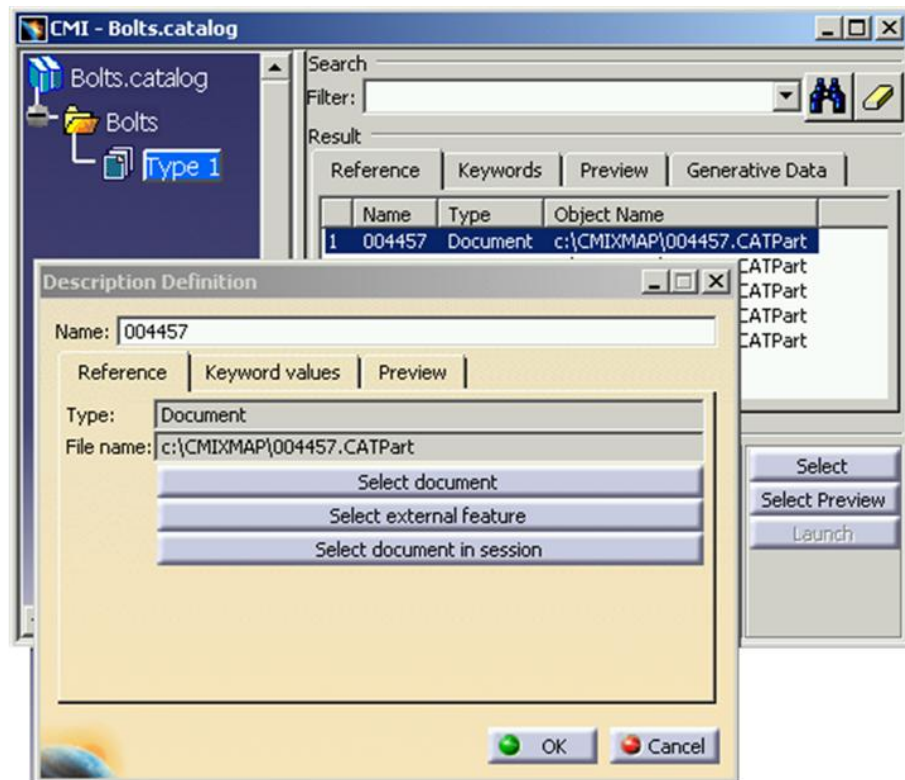 CMI - Bolts.catalog
Bolts.catalog
Bolts
Type 1
Search
Filter:
Result
Reference Keywords Preview Generative Data
Name Type Object Name
1 004457 Document c:\CMIXMAP\004457.CATPart
CATPart
CATPart
CATPart
CATPart
Description Definition
Name: 004457
Reference Keyword values Preview
Type: Document
File name: c:\CMIXMAP\004457.CATPart
Select document
Select external feature
Select document in session
OK Cancel
Select
Select Preview
Launch